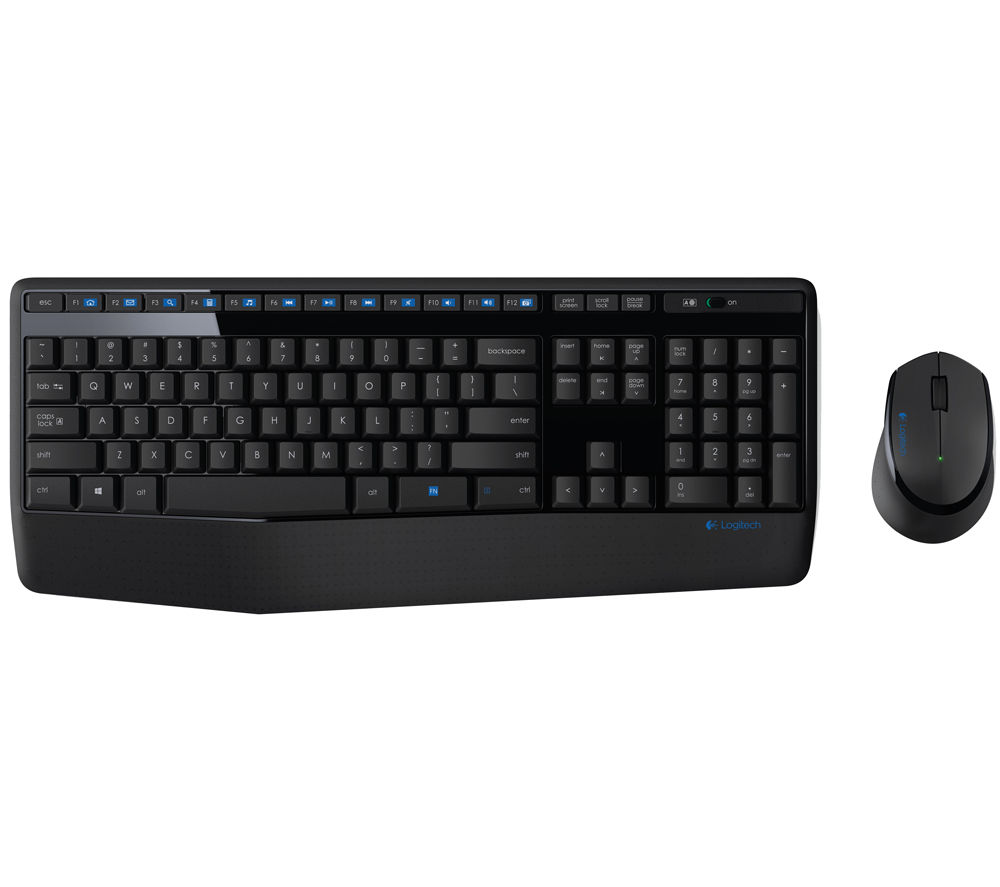 esc F1 F2 F3 F4 F5 F6 F7 F8 F9 F10 F11 F12 print screen scroll lock pause break A on
~ ` ! 1 @ 2 # 3 $ 4 % 5 ^ 6 & 7 * 8 ( 9 ) 0 — - + = backspace insert home page up num lock / * −
tab Q W E R T Y U I O P { [ } ] | \ delete end page down 7 home 8 ^ 9 pg up +
caps lock A A S D F G H J K L : ; " ' enter 4 < 5 6 >
shift Z X C V B N M < , > . ? / shift ^ 1 end 2 v 3 pg dn enter
ctrl alt alt FN ctrl < v > 0 ins . del
Logitech
Logitech